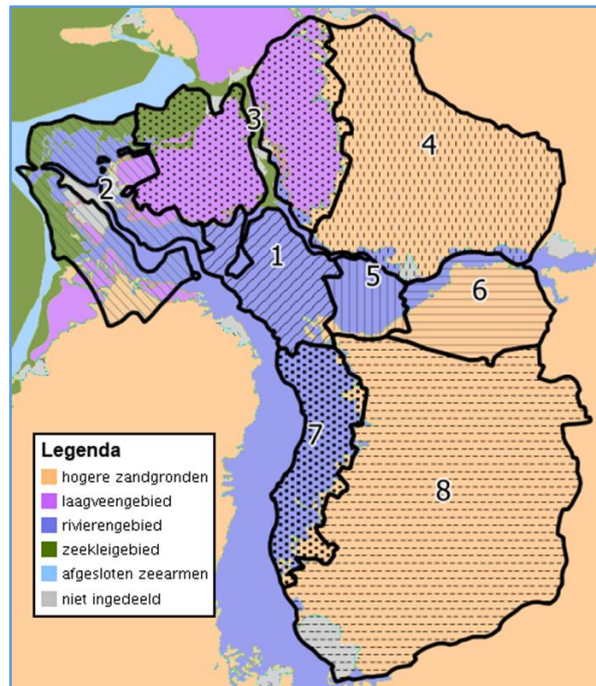 3
4
2
1
5
6
7
8
Legenda
hogere zandgronden
laagveengebied
rivierengebied
zeekleigebied
afgesloten zeearmen
niet ingedeeld